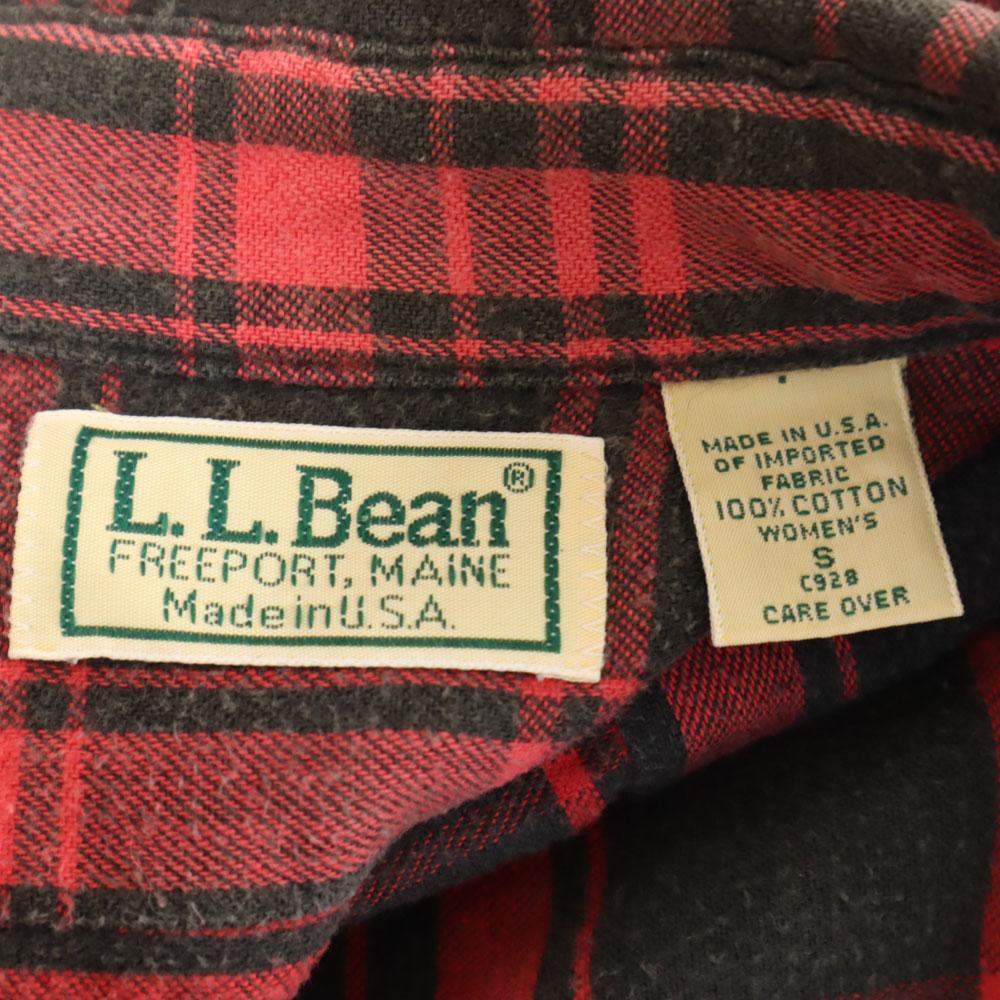 L.L.Bean®
FREEPORT, MAINE
Made in U.S.A.
MADE IN U.S.A.
OF IMPORTED
FABRIC
100% COTTON
WOMEN'S
S
C928
CARE OVER